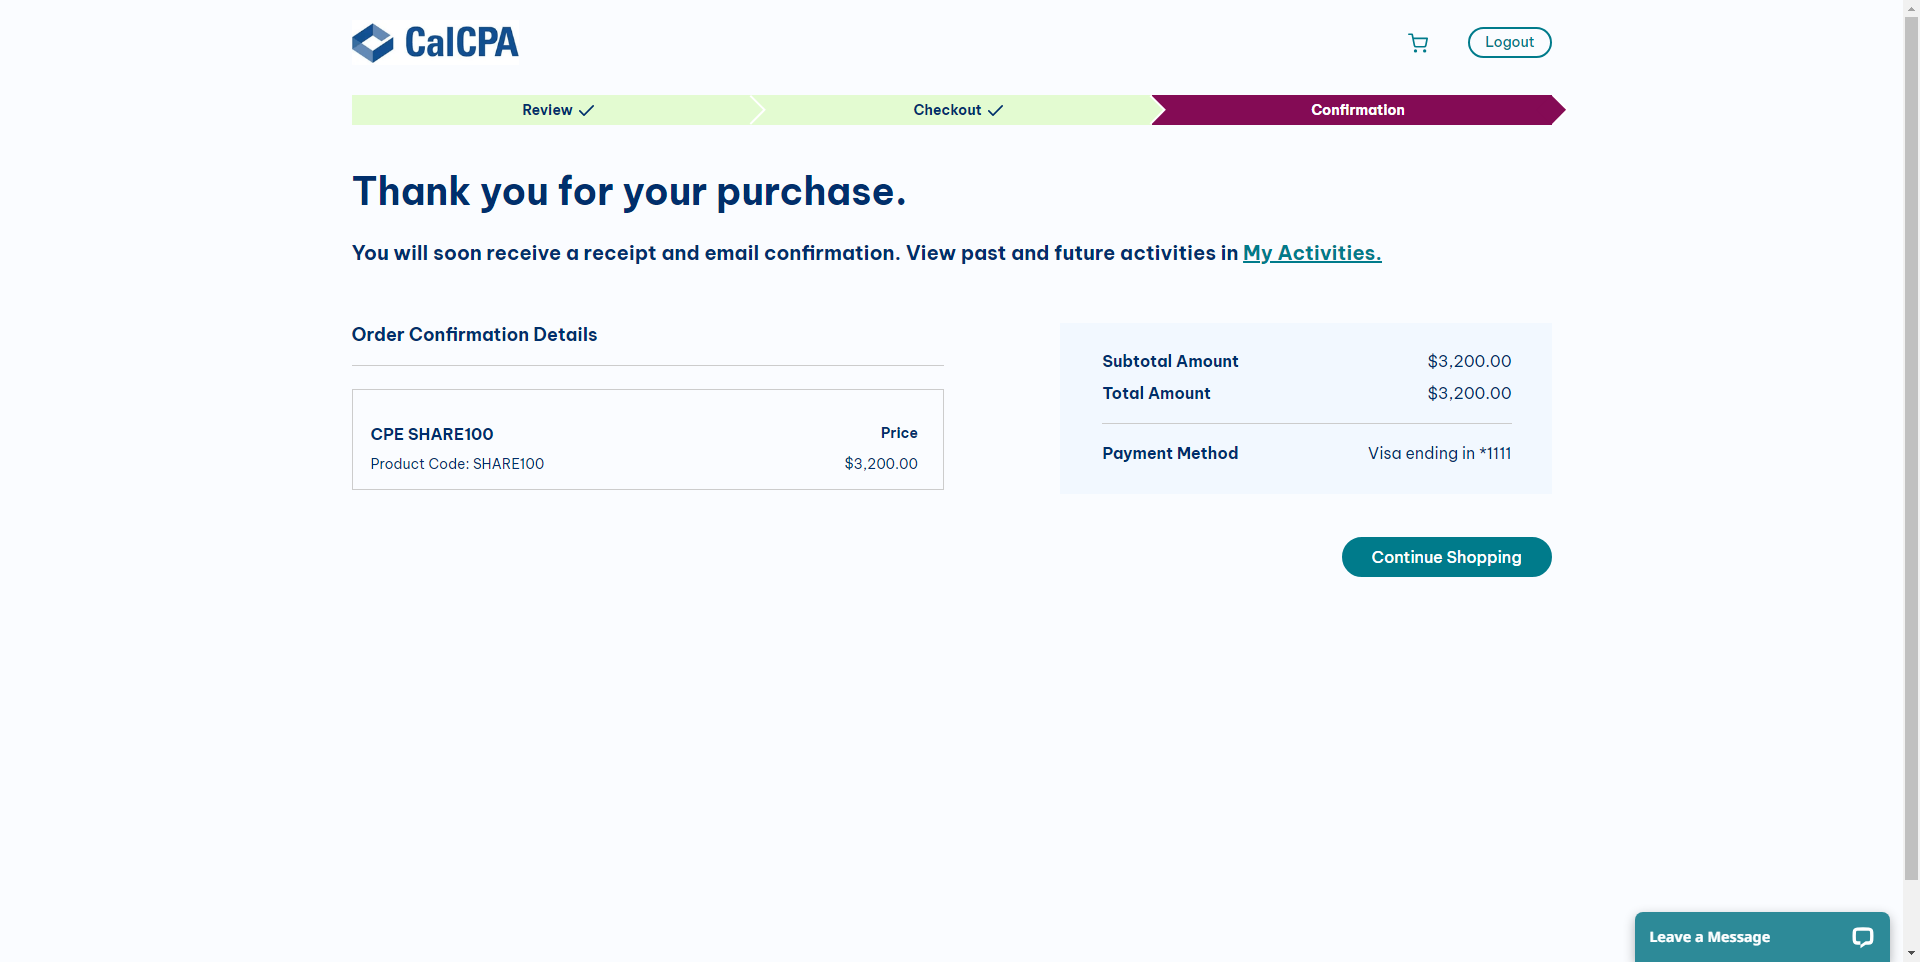 CalCPA
Logout
Review
Checkout
Confirmation
Thank you for your purchase.
You will soon receive a receipt and email confirmation. View past and future activities in My Activities.
Order Confirmation Details
CPE SHARE100
Price
Product Code: SHARE100
$3,200.00
Subtotal Amount
$3,200.00
Total Amount
$3,200.00
Payment Method
Visa ending in *1111
Continue Shopping
Leave a Message